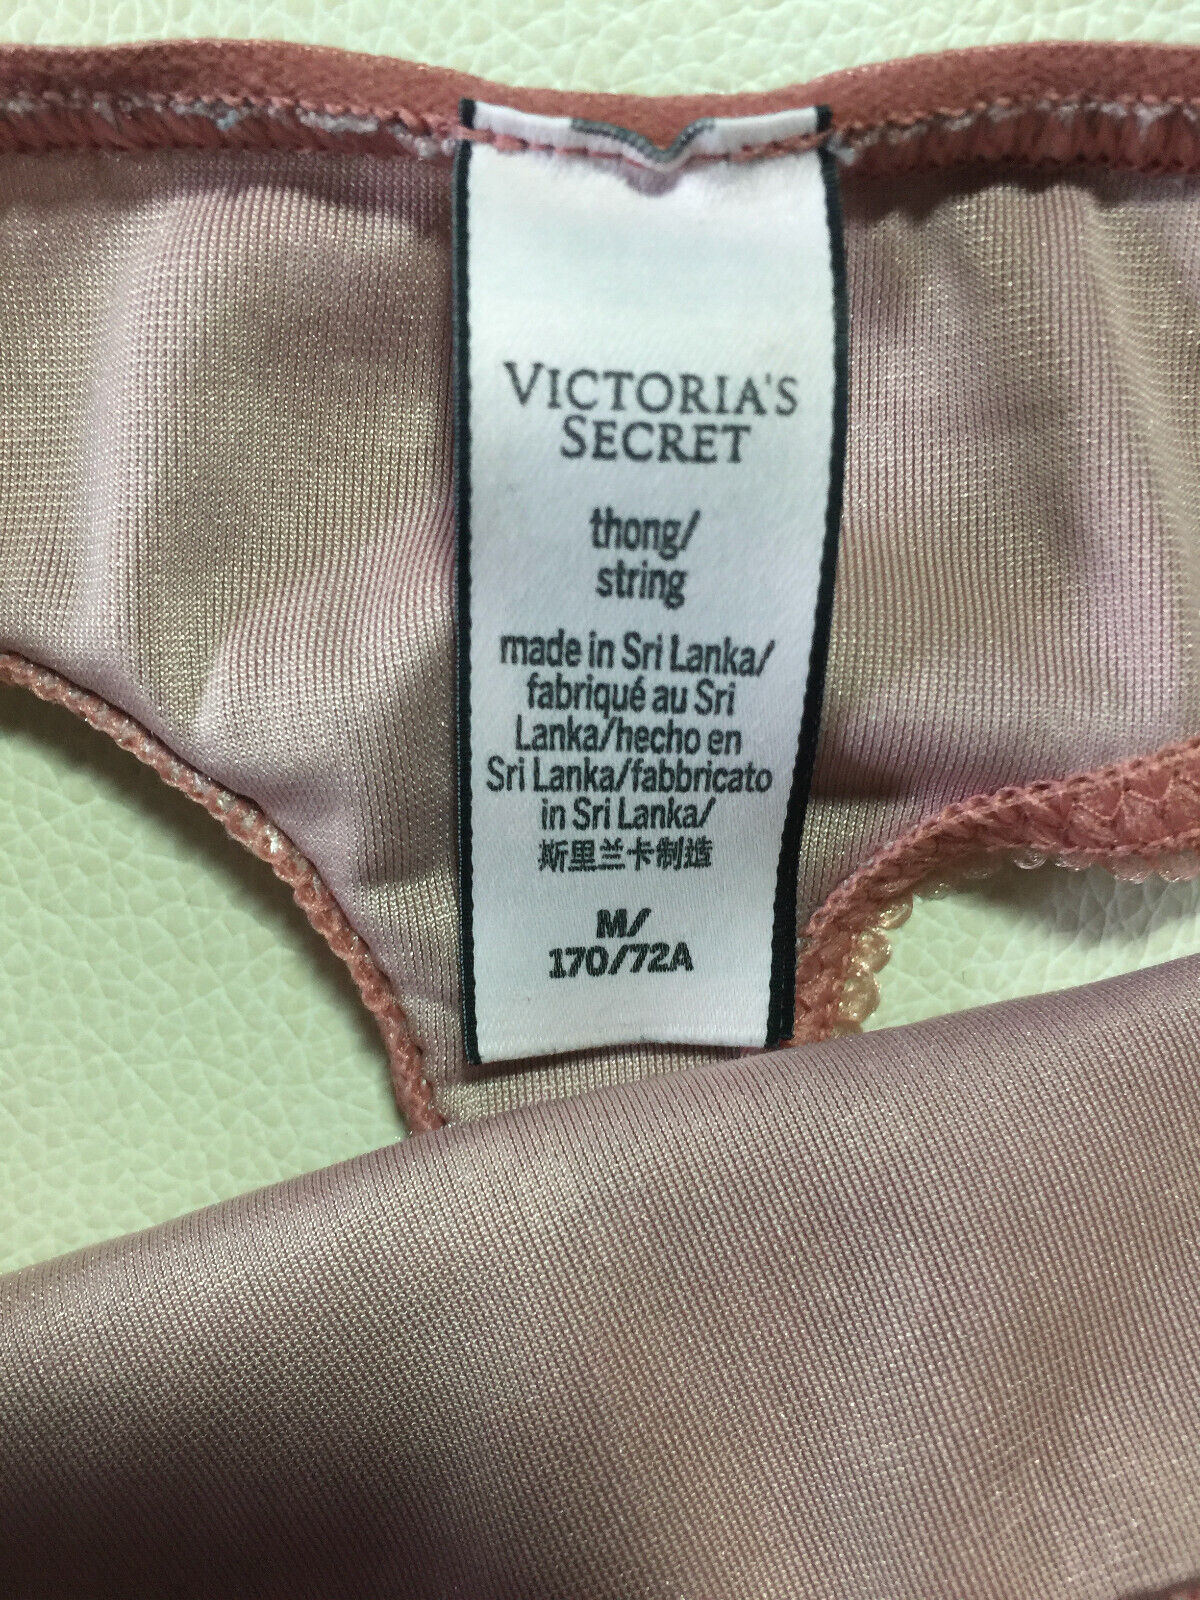 VICTORIA'S
SECRET
thong/
string
made in Sri Lanka/
fabriqué au Sri
Lanka/hecho en
Sri Lanka/fabbricato
in Sri Lanka/
斯里兰卡制造
M/
170/72A